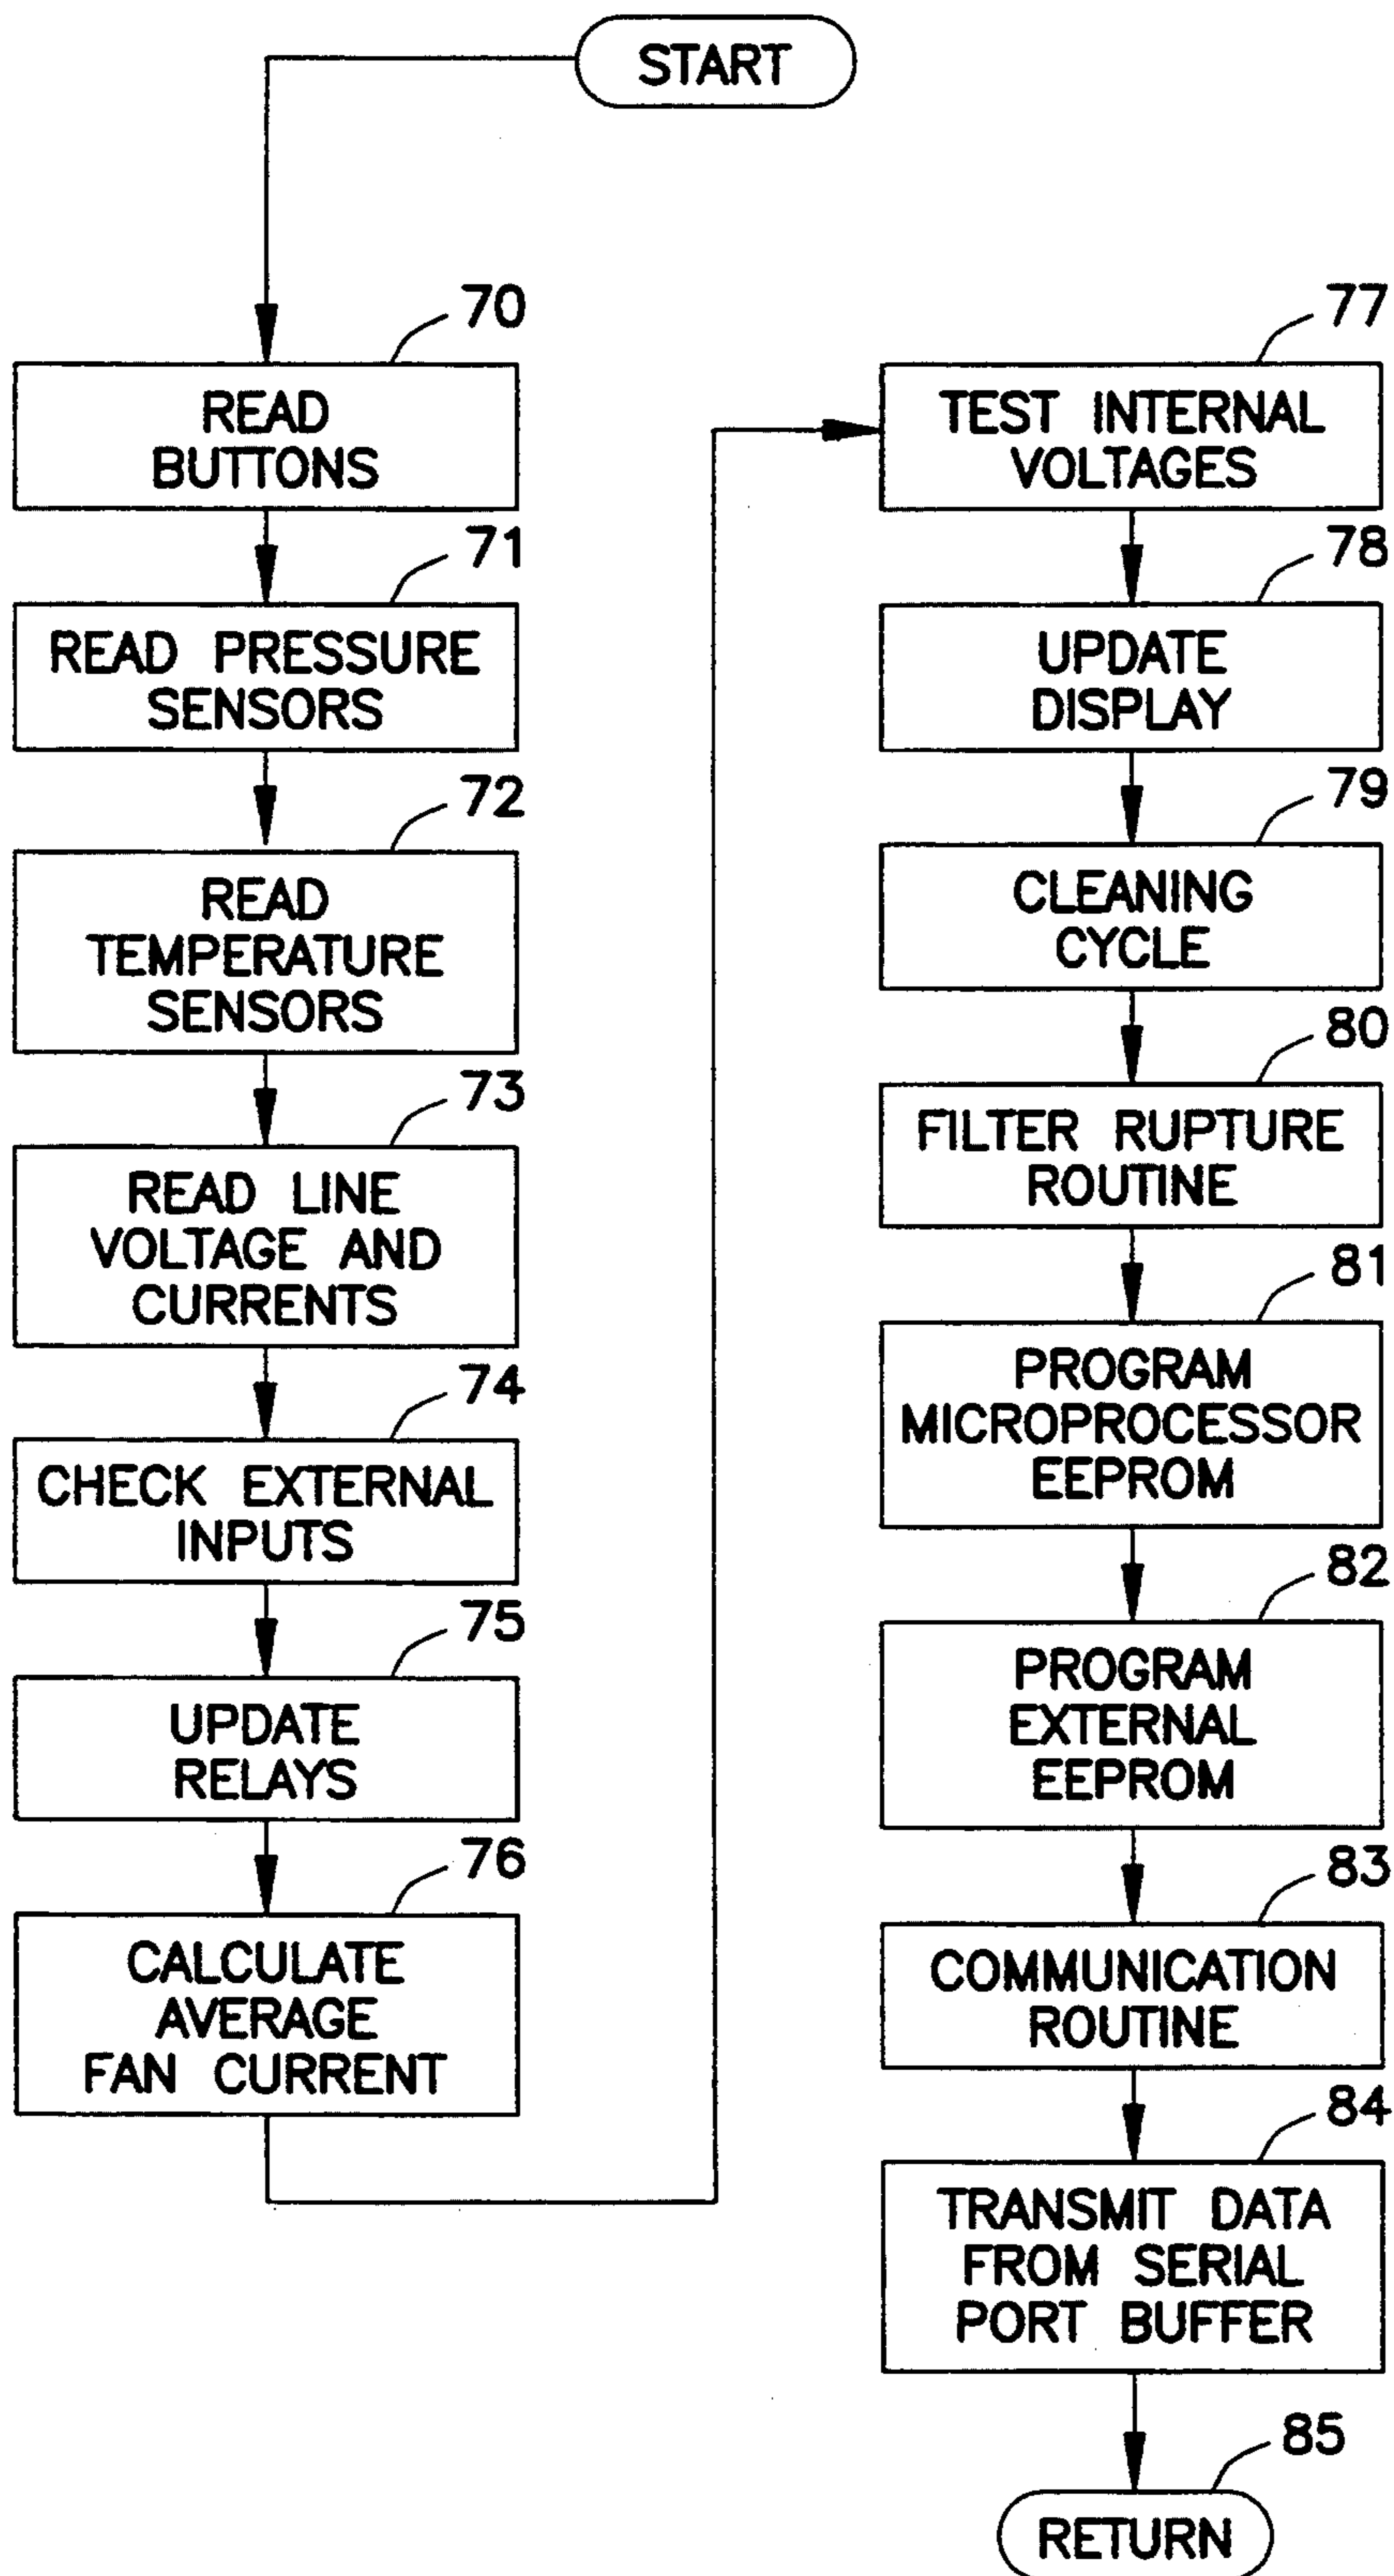 START
70
READ
BUTTONS
71
READ PRESSURE
SENSORS
72
READ
TEMPERATURE
SENSORS
73
READ LINE
VOLTAGE AND
CURRENTS
74
CHECK EXTERNAL
INPUTS
75
UPDATE
RELAYS
76
CALCULATE
AVERAGE
FAN CURRENT
77
TEST INTERNAL
VOLTAGES
78
UPDATE
DISPLAY
79
CLEANING
CYCLE
80
FILTER RUPTURE
ROUTINE
81
PROGRAM
MICROPROCESSOR
EEPROM
82
PROGRAM
EXTERNAL
EEPROM
83
COMMUNICATION
ROUTINE
84
TRANSMIT DATA
FROM SERIAL
PORT BUFFER
85
RETURN